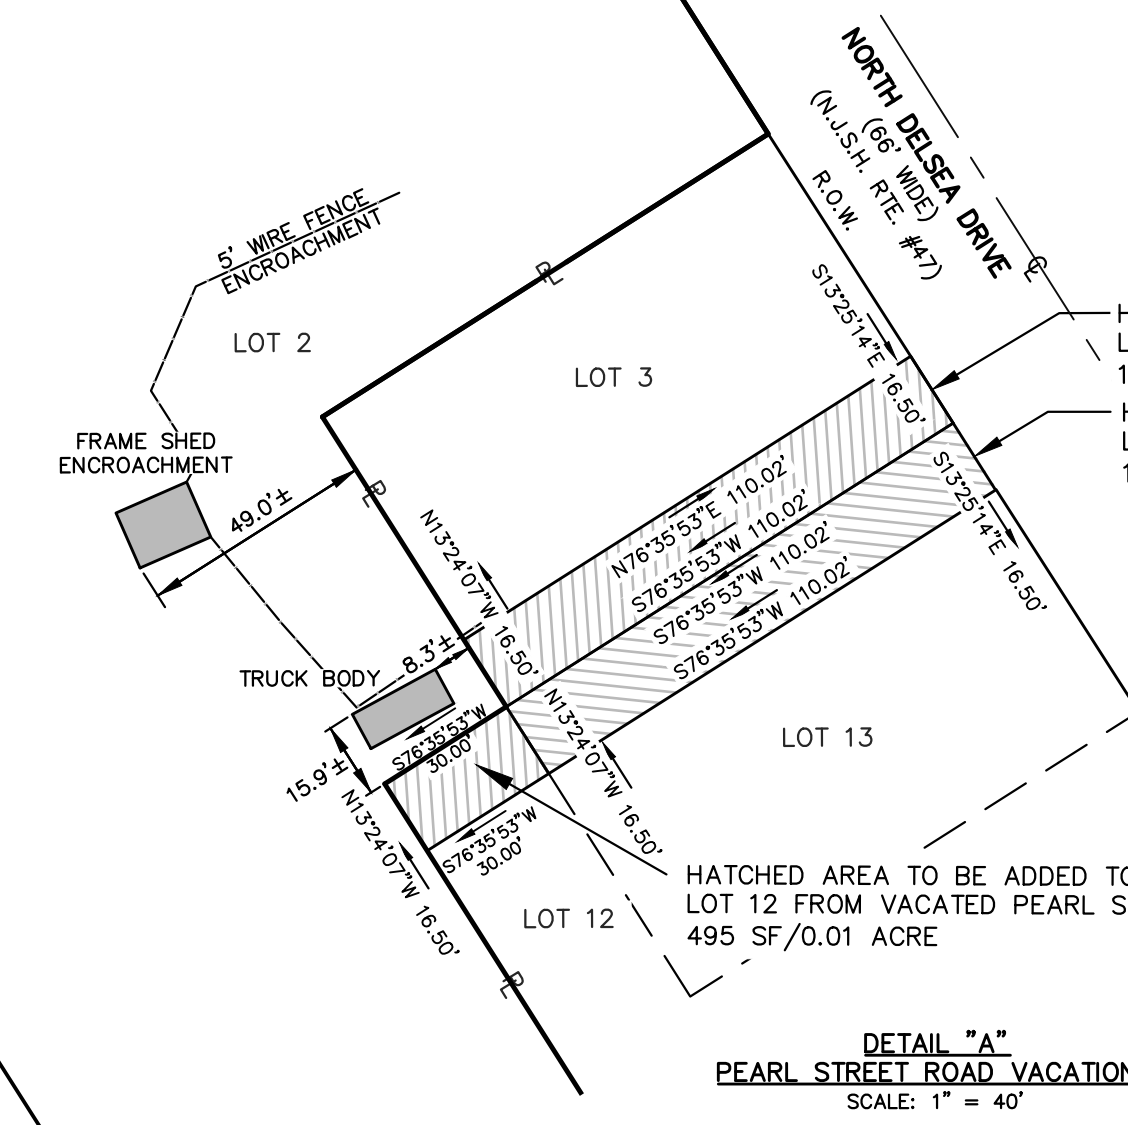 NORTH DELSEA DRIVE
(66' WIDE)
(N.J.S.H. RTE. #47)
R.O.W.
5' WIRE FENCE
ENCROACHMENT
LOT 2
LOT 3
S13°25'14"E 16.50'
H
L
1
H
L
1
FRAME SHED
ENCROACHMENT
49.0'±
N13°24'07"W 16.50'
N76°35'53"E 110.02'
S76°35'53"W 110.02'
S76°35'53"W 110.02'
S76°35'53"W 110.02'
S13°25'14"E 16.50'
8.3'±
TRUCK BODY
S76°35'53"W
30.00'
15.9'±
N13°24'07"W 16.50'
LOT 13
N13°24'07"W 16.50'
S76°35'53"W
30.00'
HATCHED AREA TO BE ADDED TO
LOT 12 FROM VACATED PEARL S
495 SF/0.01 ACRE
LOT 12
DETAIL "A"
PEARL STREET ROAD VACATION
SCALE: 1" = 40'